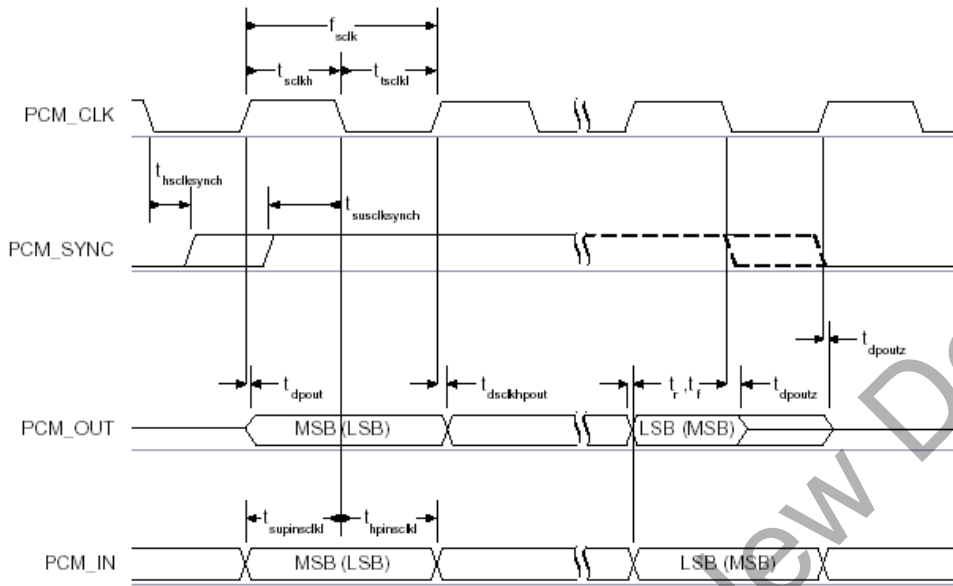 f sclk
t sclkh
t tsclkl
PCM_CLK
t hsclksynch
t susclksynch
PCM_SYNC
t dpoutz
t dpout
t dsclkhpout
t r , t f
t dpoutz
PCM_OUT
MSB (LSB)
LSB (MSB)
t supinsclkl
t hpinsclkl
PCM_IN
MSB (LSB)
LSB (MSB)